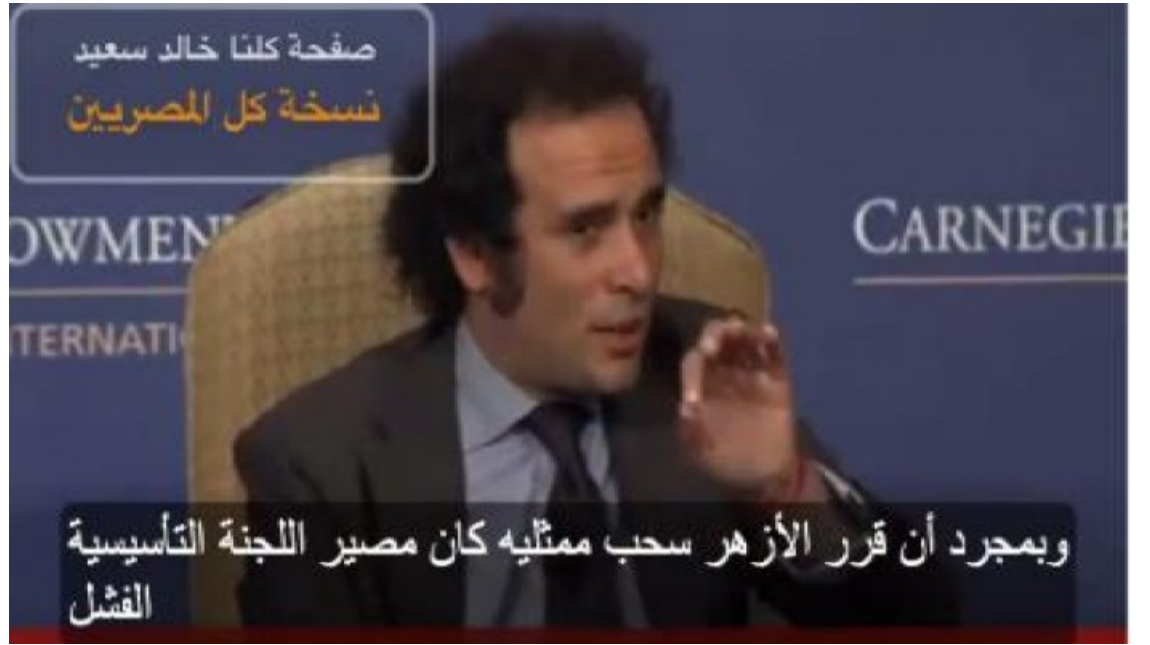 صفحة كلنا خالد سعيد
نسخة كل المصريين
OWMEN
CARNEGIE
TERNATI
وبمجرد أن قرر الأزهر سحب ممثليه كان مصير اللجنة التأسيسية
الفشل